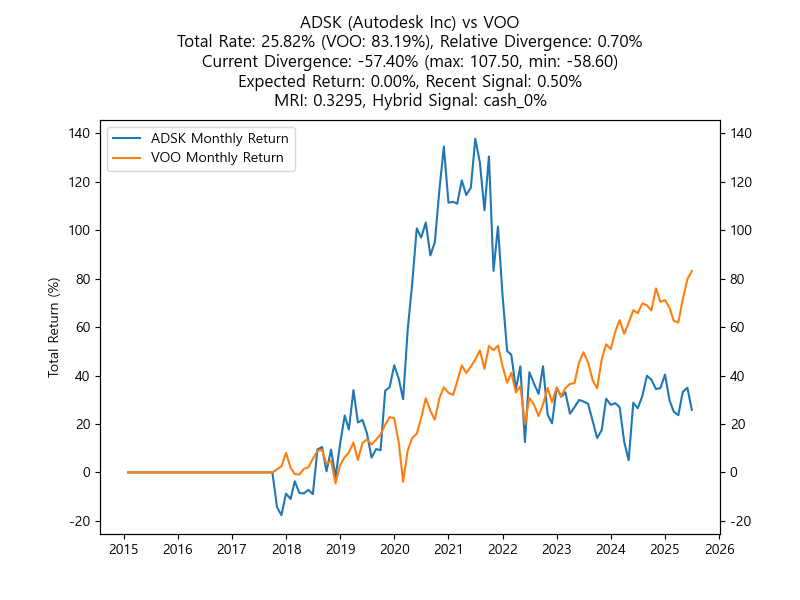 ADSK (Autodesk Inc) vs VOO
Total Rate: 25.82% (VOO: 83.19%), Relative Divergence: 0.70%
Current Divergence: -57.40% (max: 107.50, min: -58.60)
Expected Return: 0.00%, Recent Signal: 0.50%
MRI: 0.3295, Hybrid Signal: cash_0%
ADSK Monthly Return
VOO Monthly Return
Total Return (%)
140
120
100
80
60
40
20
0
-20
140
120
100
80
60
40
20
0
-20
2015 2016 2017 2018 2019 2020 2021 2022 2023 2024 2025 2026